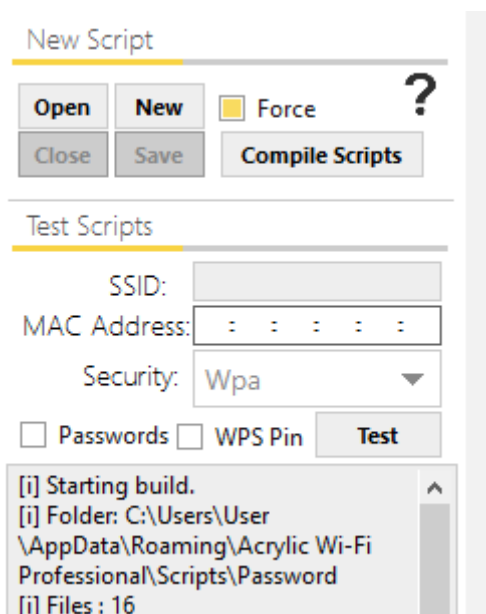 New Script
Open New Force ?
Close Save Compile Scripts
Test Scripts
SSID:
MAC Address: : : : : :
Security: Wpa
Passwords WPS Pin Test
[i] Starting build.
[i] Folder: C:\Users\User
\AppData\Roaming\Acrylic Wi-Fi
Professional\Scripts\Password
[i] Files : 16